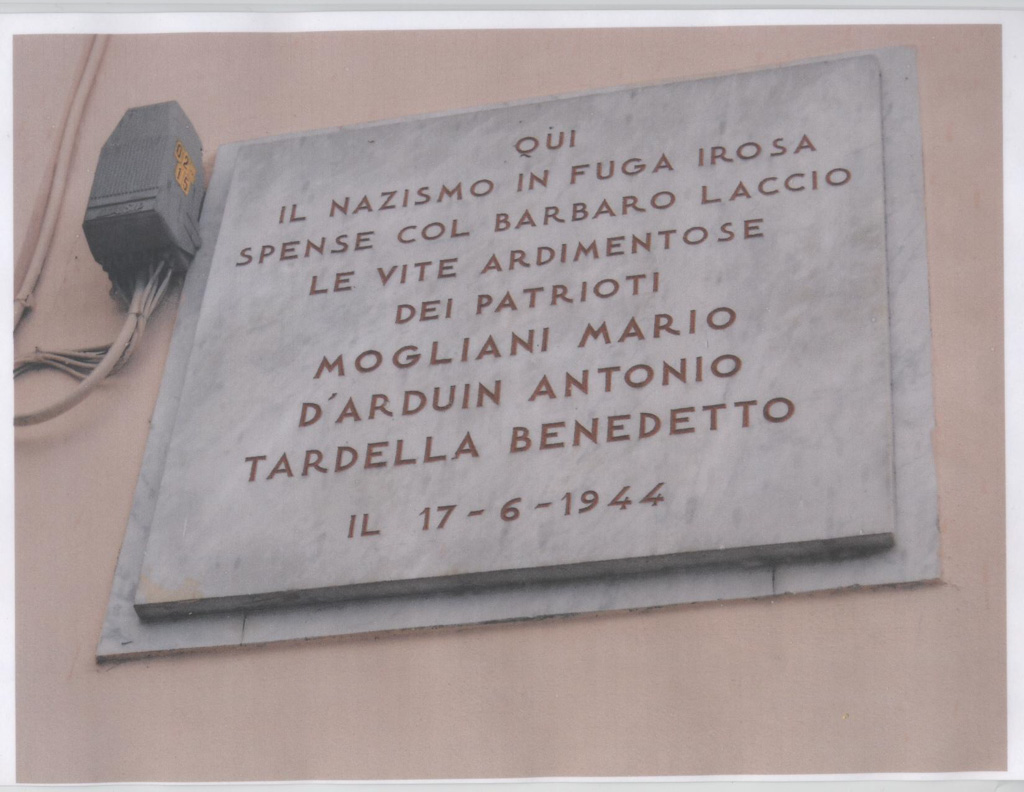 QUI
IL NAZISMO IN FUGA IROSA
SPENSE COL BARBARO LACCIO
LE VITE ARDIMENTOSE
DEI PATRIOTI
MOGLIANI MARIO
D'ARDUIN ANTONIO
TARDELLA BENEDETTO
IL 17-6-1944